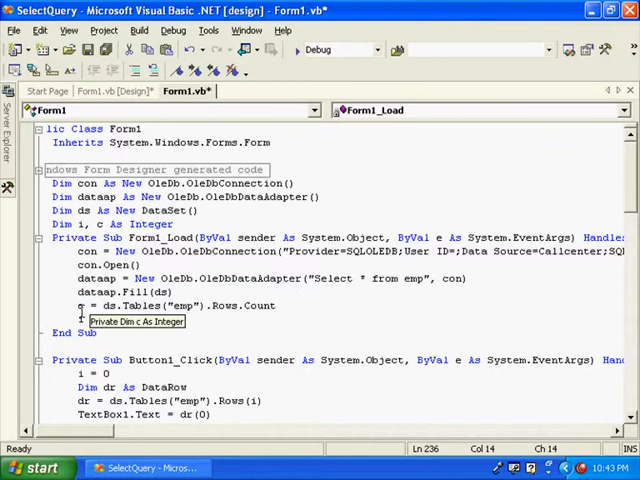 SelectQuery - Microsoft Visual Basic .NET [design] - Form1.vb*
File Edit View Project Build Debug Tools Window Help
Debug
Start Page Form1.vb [Design]* Form1.vb*
Form1 Form1_Load
Server Explorer
lic Class Form1
Inherits System.Windows.Forms.Form
ndows Form Designer generated code
Dim con As New OleDb.OleDbConnection()
Dim dataap As New OleDb.OleDbDataAdapter()
Dim ds As New DataSet()
Dim i, c As Integer
Private Sub Form1_Load(ByVal sender As System.Object, ByVal e As System.EventArgs) Handles
con = New OleDb.OleDbConnection("Provider=SQLOLEDB;User ID=;Data Source=Callcenter;SQL
con.Open()
dataap = New OleDb.OleDbDataAdapter("Select * from emp", con)
dataap.Fill(ds)
c = ds.Tables("emp").Rows.Count
i
Private Dim c As Integer
End Sub
Private Sub Button1_Click(ByVal sender As System.Object, ByVal e As System.EventArgs) Hand
i = 0
Dim dr As DataRow
dr = ds.Tables("emp").Rows(i)
TextBox1.Text = dr(0)
Ready Ln 236 Col 14 Ch 14 INS
start SelectQuery - Micros... 10:43 PM